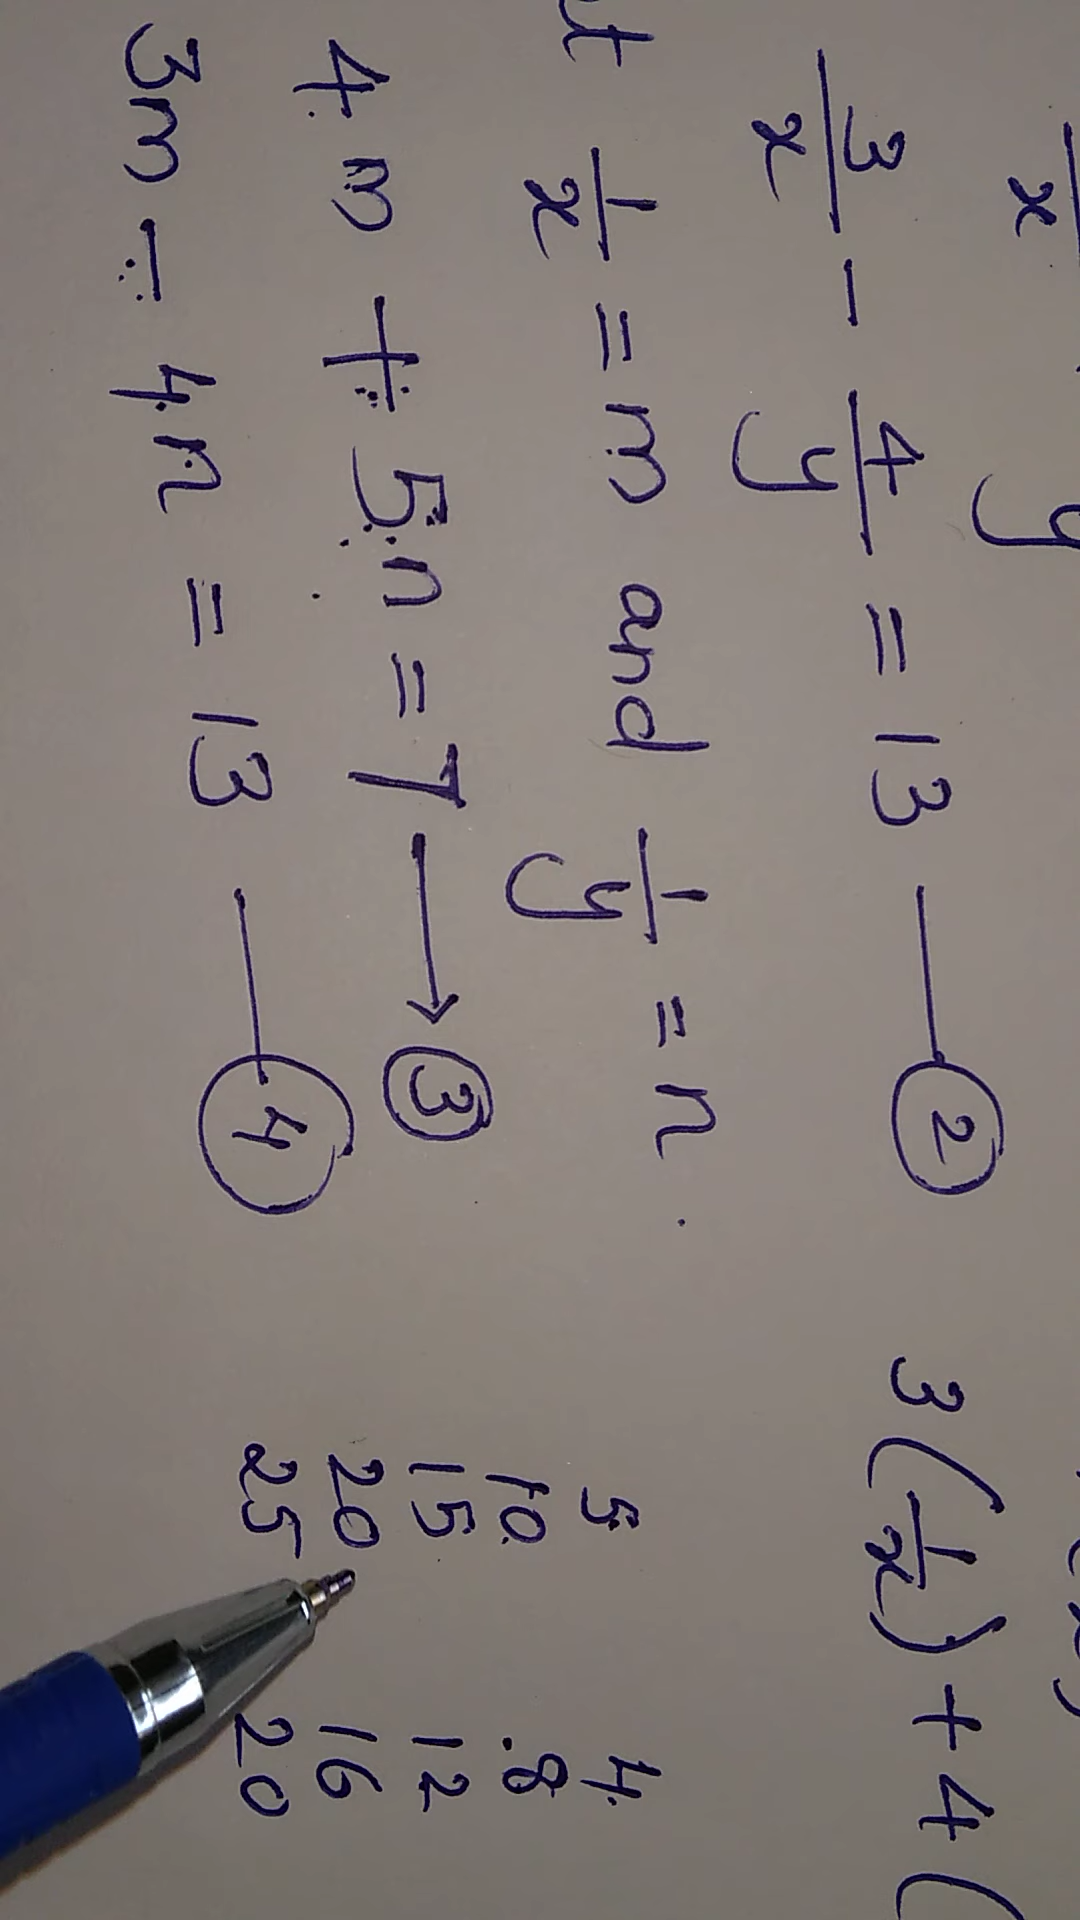 x y
3/x - 4/y = 13 — 2
3(1/x) + 4(
1/x = m and 1/y = n.
4m + 5n = 7 → 3
3m - 4n = 13 — 4
5 4
10 8
15 12
20 16
25 20